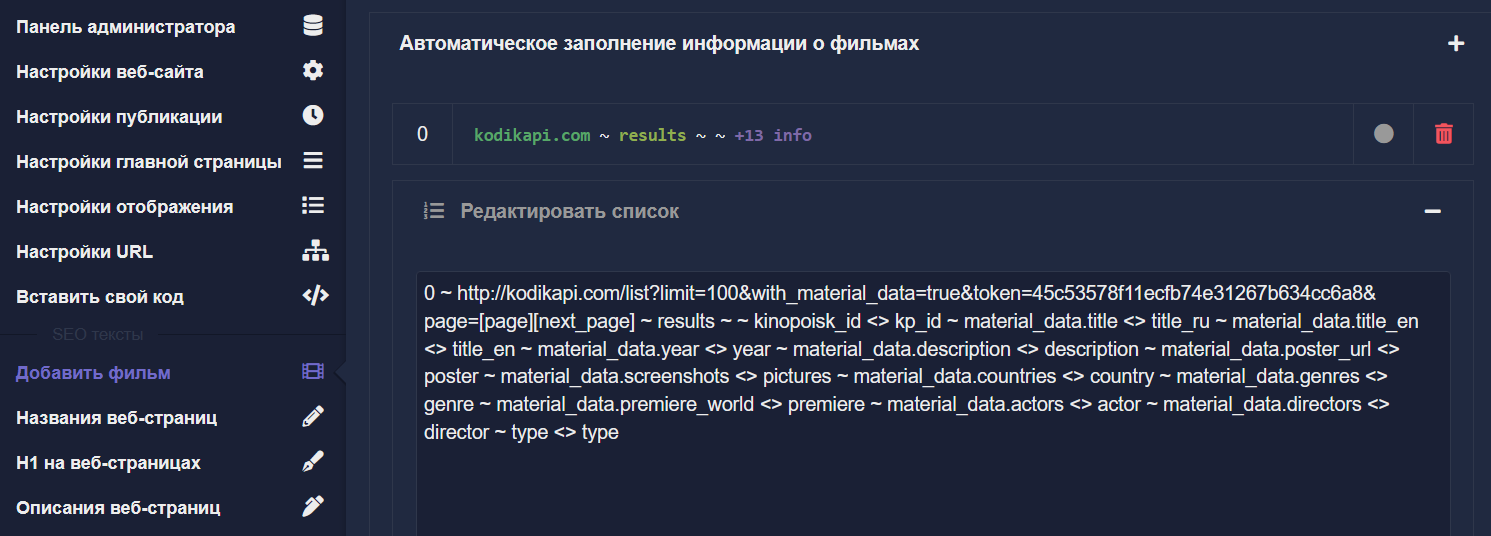 Панель администратора
Настройки веб-сайта
Настройки публикации
Настройки главной страницы
Настройки отображения
Настройки URL
Вставить свой код
SEO тексты
Добавить фильм
Названия веб-страниц
H1 на веб-страницах
Описания веб-страниц
Автоматическое заполнение информации о фильмах
0 kodikapi.com ~ results ~ ~ +13 info
Редактировать список
0 ~ http://kodikapi.com/list?limit=100&with_material_data=true&token=45c53578f11ecfb74e31267b634cc6a8&
page=[page][next_page] ~ results ~ ~ kinopoisk_id <> kp_id ~ material_data.title <> title_ru ~ material_data.title_en
<> title_en ~ material_data.year <> year ~ material_data.description <> description ~ material_data.poster_url <>
poster ~ material_data.screenshots <> pictures ~ material_data.countries <> country ~ material_data.genres <>
genre ~ material_data.premiere_world <> premiere ~ material_data.actors <> actor ~ material_data.directors <>
director ~ type <> type